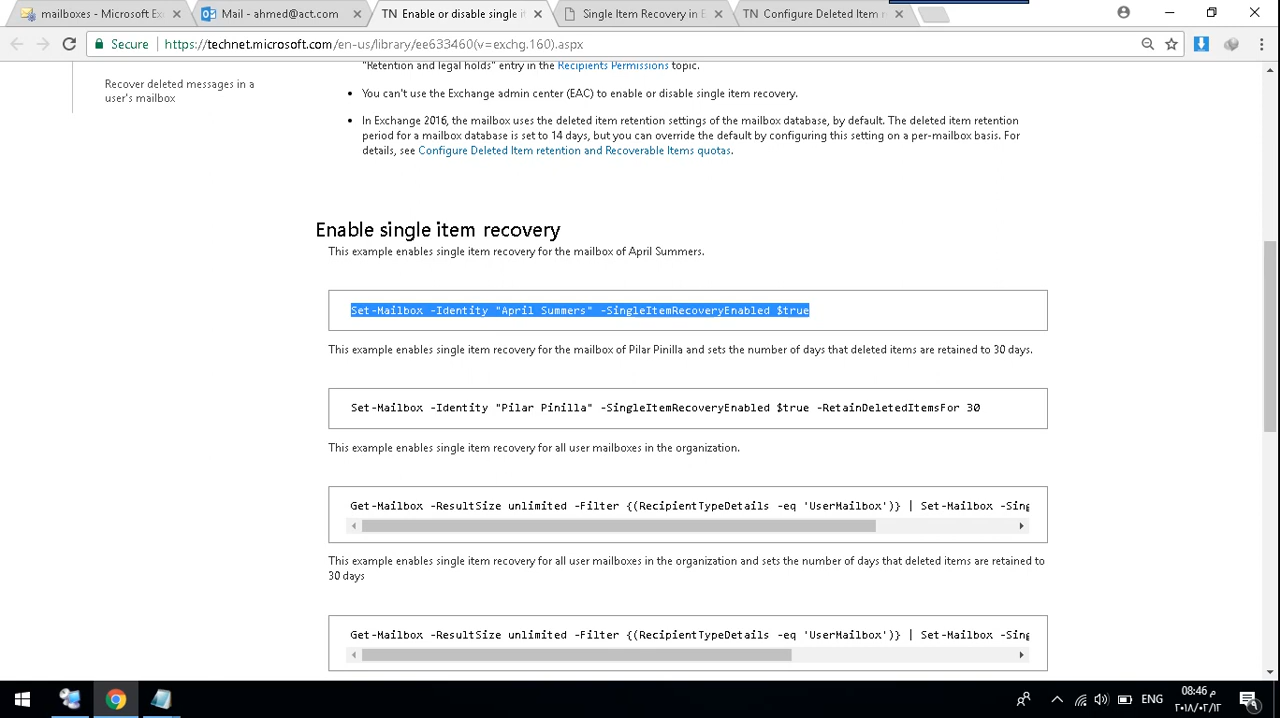 mailboxes - Microsoft Ex
Mail - ahmed@act.com
TN Enable or disable single i
Single Item Recovery in E
TN Configure Deleted Item r
Secure
https://technet.microsoft.com/en-us/library/ee633460(v=exchg.160).aspx
Recover deleted messages in a
user's mailbox
"Retention and legal holds" entry in the Recipients Permissions topic.
• You can't use the Exchange admin center (EAC) to enable or disable single item recovery.
• In Exchange 2016, the mailbox uses the deleted item retention settings of the mailbox database, by default. The deleted item retention
period for a mailbox database is set to 14 days, but you can override the default by configuring this setting on a per-mailbox basis. For
details, see Configure Deleted Item retention and Recoverable Items quotas.
Enable single item recovery
This example enables single item recovery for the mailbox of April Summers.
Set-Mailbox -Identity "April Summers" -SingleItemRecoveryEnabled $true
This example enables single item recovery for the mailbox of Pilar Pinilla and sets the number of days that deleted items are retained to 30 days.
Set-Mailbox -Identity "Pilar Pinilla" -SingleItemRecoveryEnabled $true -RetainDeletedItemsFor 30
This example enables single item recovery for all user mailboxes in the organization.
Get-Mailbox -ResultSize unlimited -Filter {(RecipientTypeDetails -eq 'UserMailbox')} | Set-Mailbox -Sing
This example enables single item recovery for all user mailboxes in the organization and sets the number of days that deleted items are retained to
30 days
Get-Mailbox -ResultSize unlimited -Filter {(RecipientTypeDetails -eq 'UserMailbox')} | Set-Mailbox -Sing
ENG
08:46 م